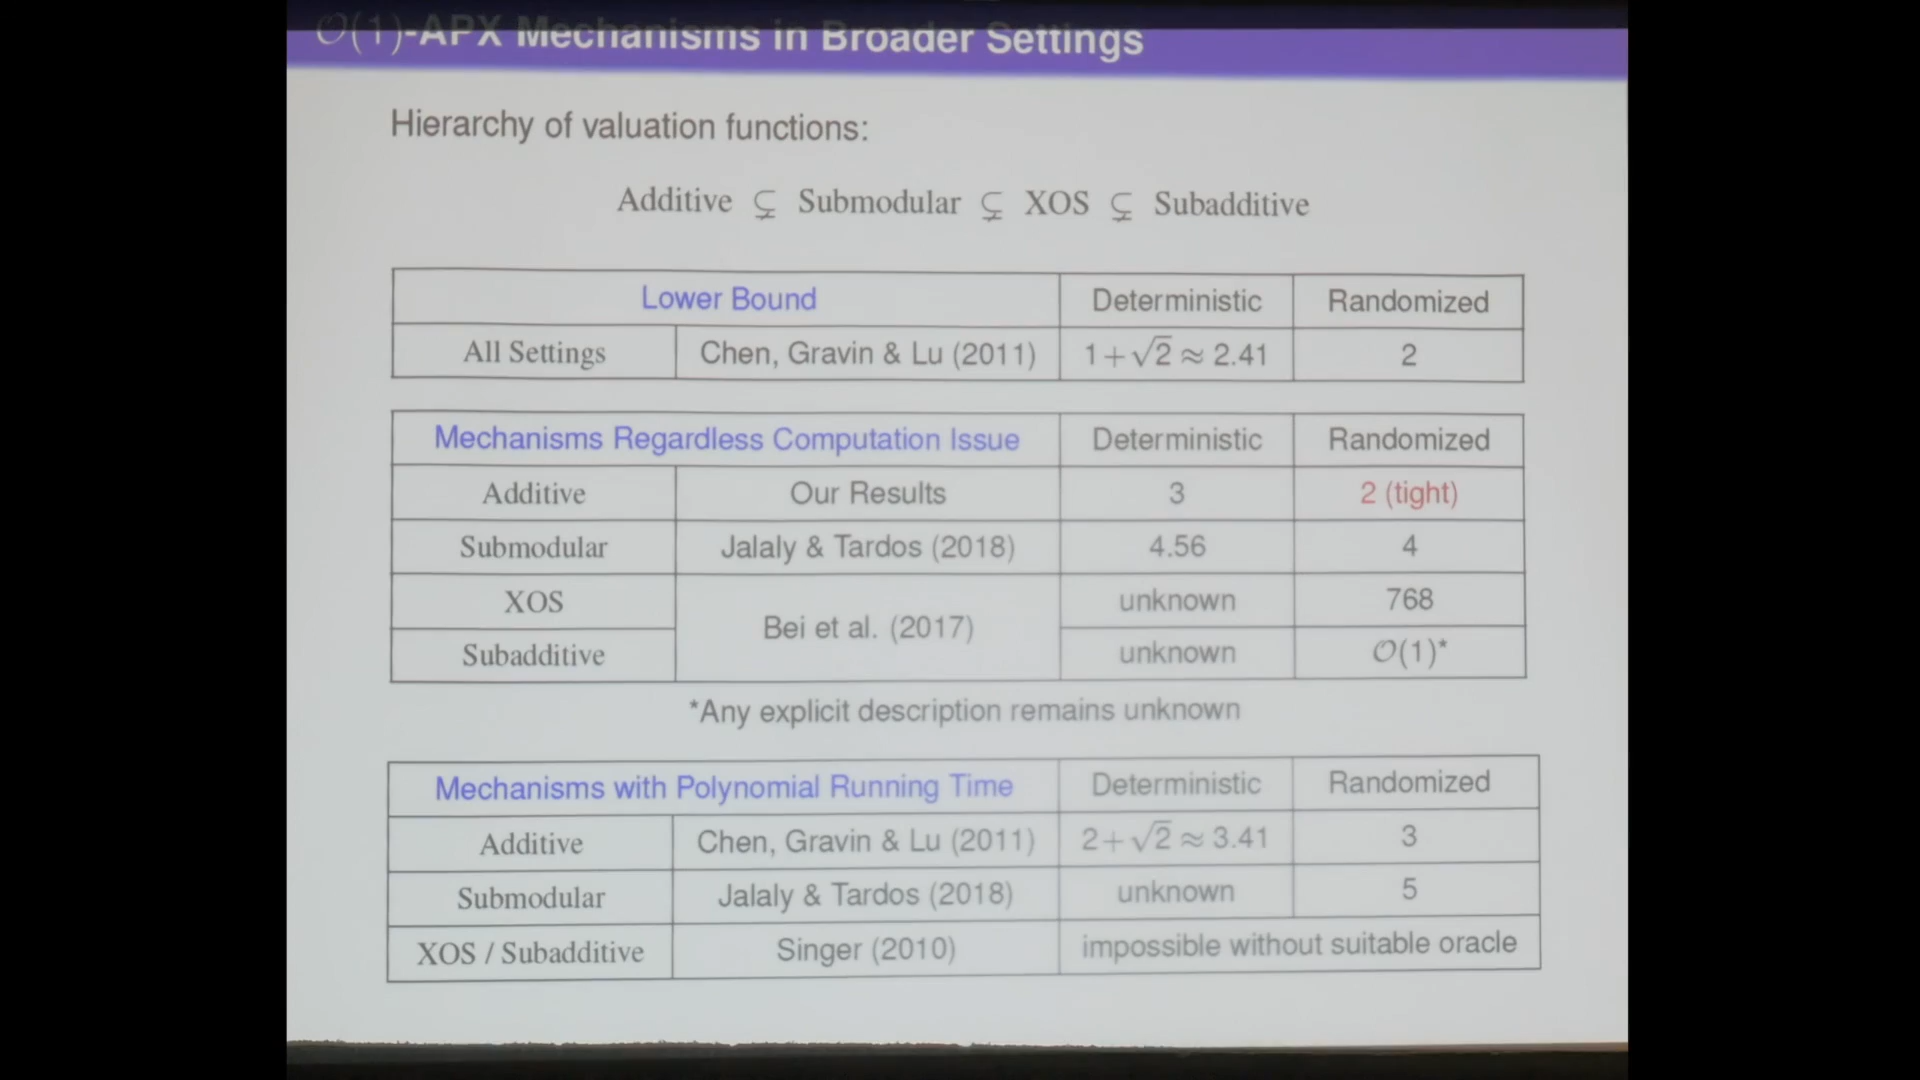 O(1)-APX Mechanisms in Broader Settings
Hierarchy of valuation functions:
Additive ⊊ Submodular ⊊ XOS ⊊ Subadditive
Lower Bound Deterministic Randomized
All Settings Chen, Gravin & Lu (2011) 1+√2 ≈ 2.41 2
Mechanisms Regardless Computation Issue Deterministic Randomized
Additive Our Results 3 2 (tight)
Submodular Jalaly & Tardos (2018) 4.56 4
XOS Bei et al. (2017) unknown 768
Subadditive unknown O(1)*
*Any explicit description remains unknown
Mechanisms with Polynomial Running Time Deterministic Randomized
Additive Chen, Gravin & Lu (2011) 2+√2 ≈ 3.41 3
Submodular Jalaly & Tardos (2018) unknown 5
XOS / Subadditive Singer (2010) impossible without suitable oracle